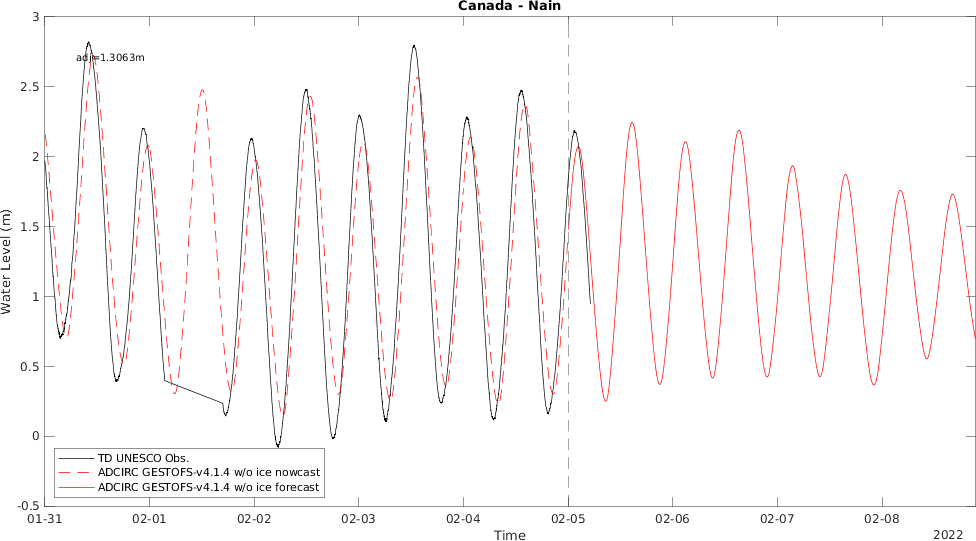 Canada - Nain
3
adj=1.3063m
2.5
2
1.5
1
0.5
0
-0.5
Water Level (m)
TD UNESCO Obs.
ADCIRC GESTOFS-v4.1.4 w/o ice nowcast
ADCIRC GESTOFS-v4.1.4 w/o ice forecast
01-31 02-01 02-02 02-03 02-04 02-05 02-06 02-07 02-08
Time
2022